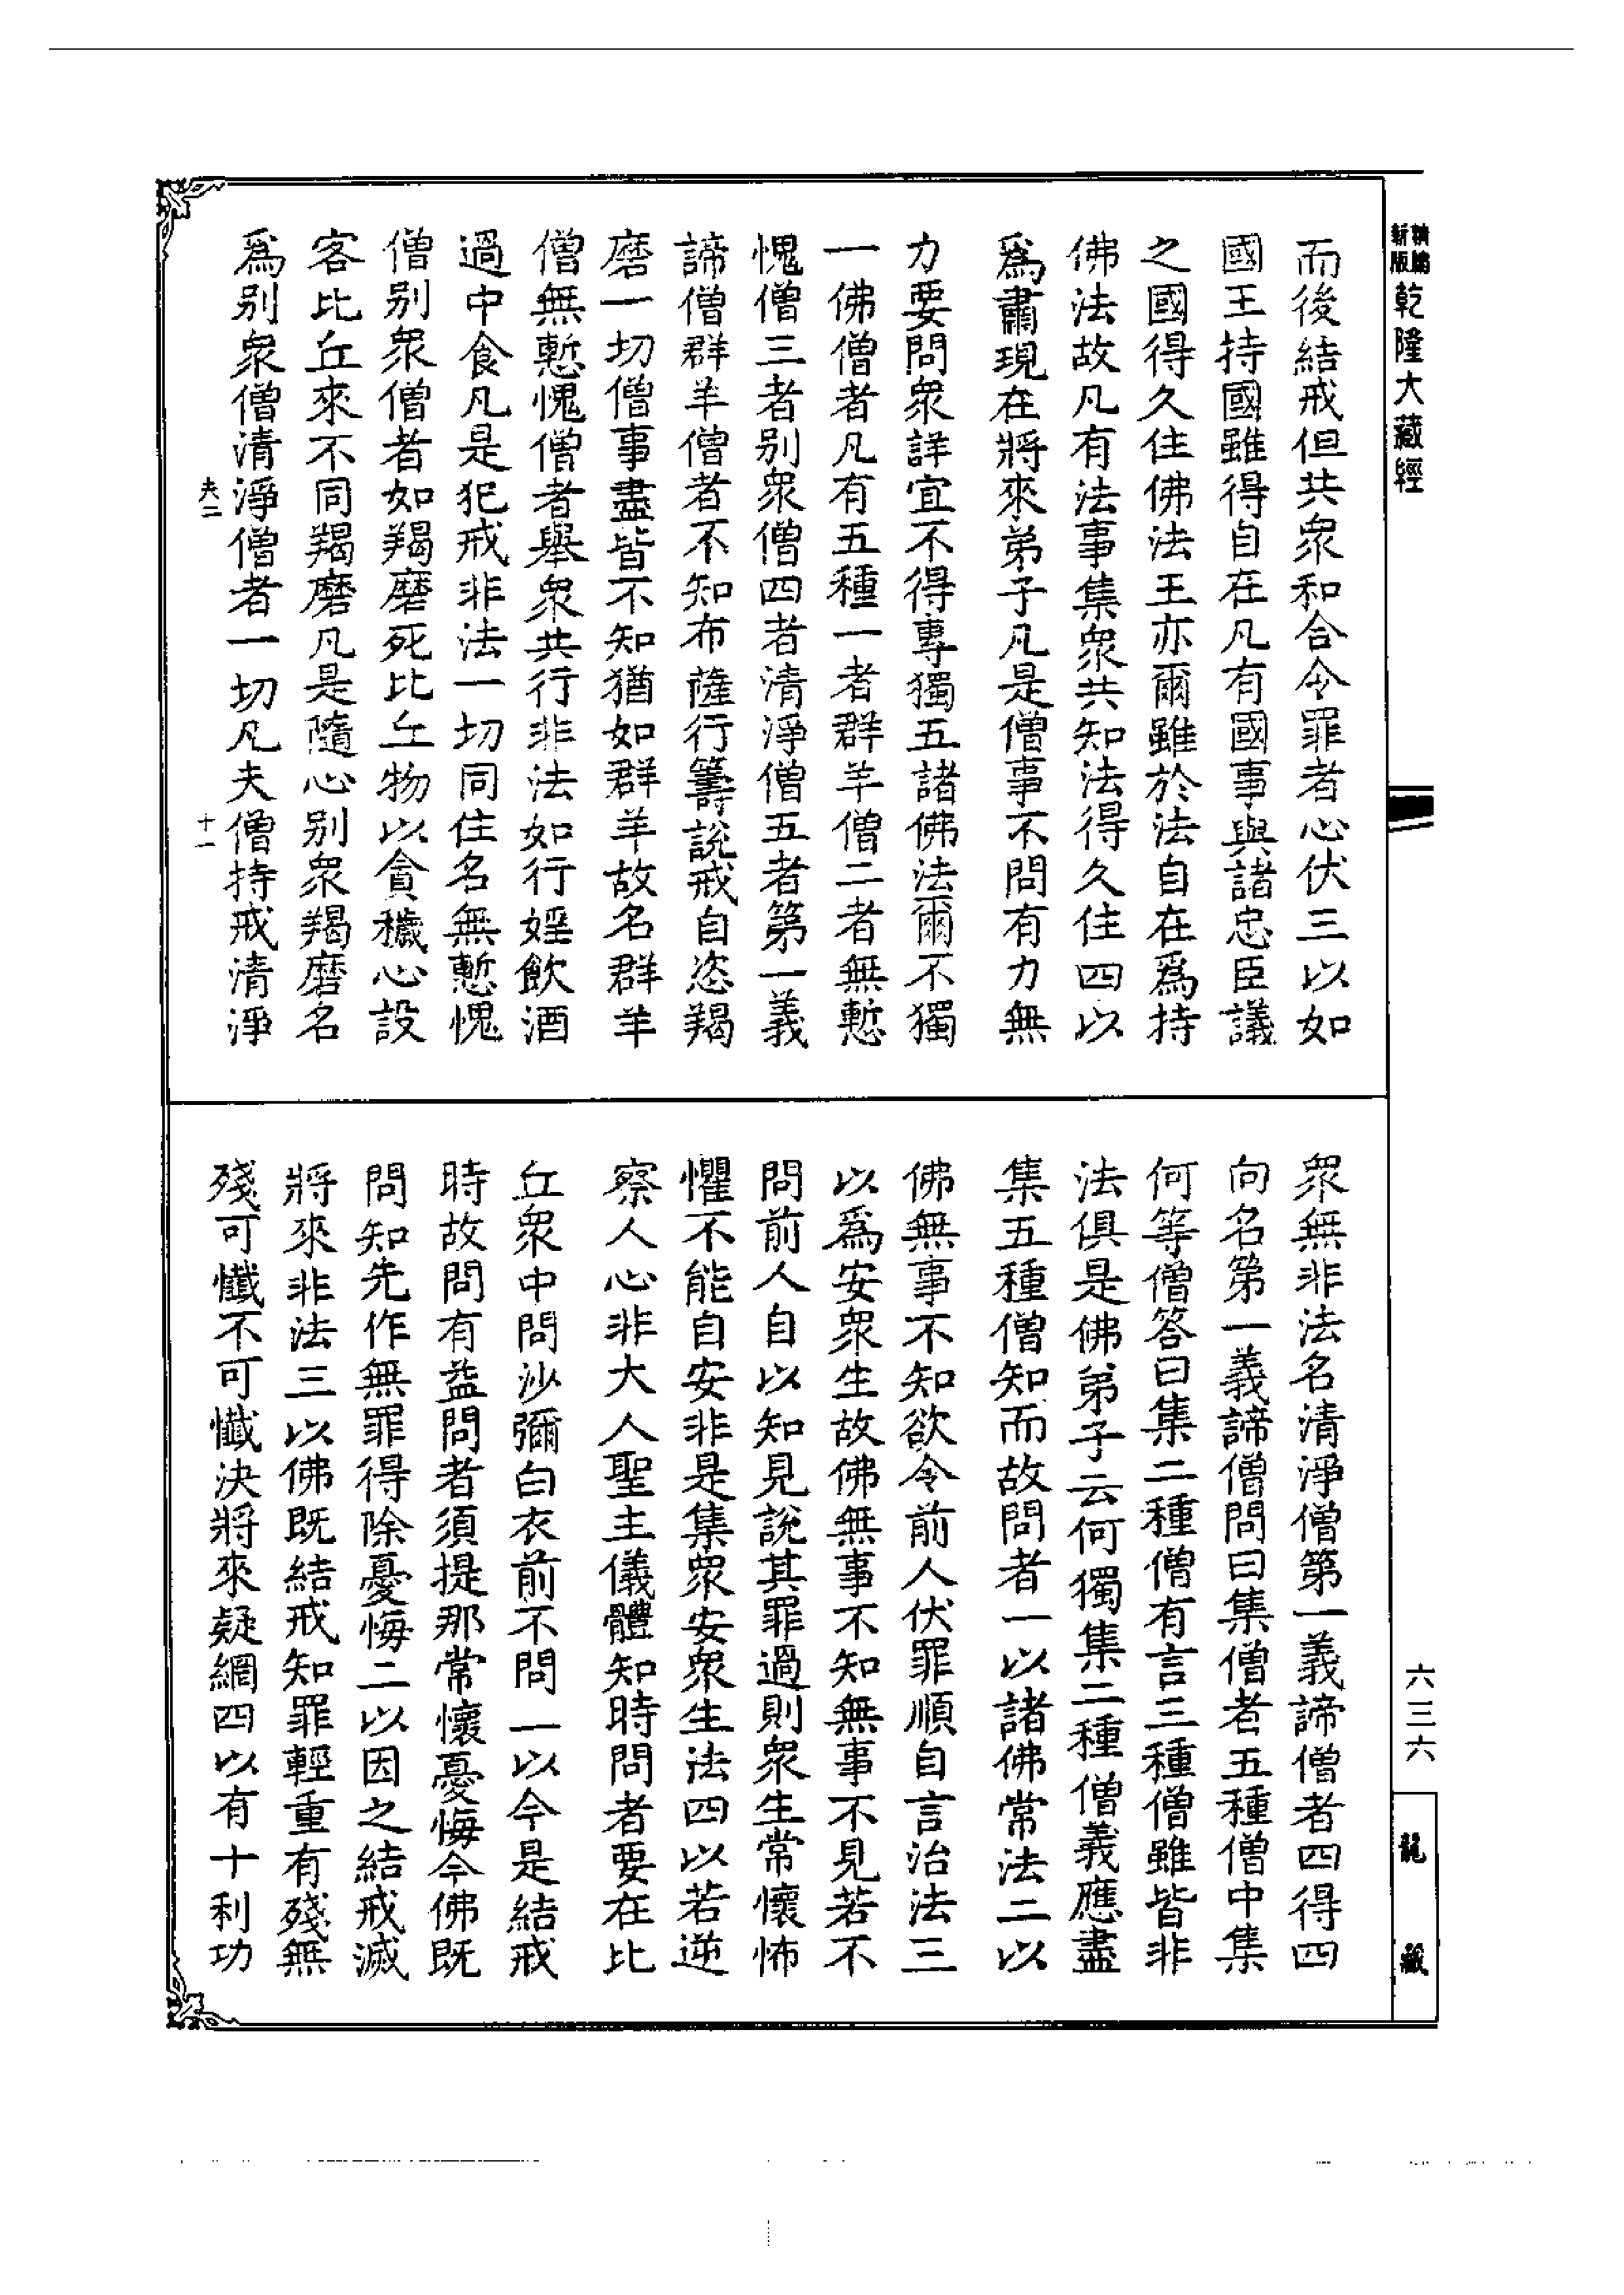 新編
新版
乾隆大藏經
而後結戒但共衆和合令罪者心伏三以如
國王持國雖得自在凡有國事與諸忠臣議
之國得久住佛法法王亦爾雖於法自在爲持
佛法故凡有法事集衆共知法得久住四以
爲肅現在將來弟子凡是僧事不問有力無
力要問衆詳宜不得專獨五諸佛法爾不獨
一佛僧者凡有五種一者群羊僧二者無慙
愧僧三者别衆僧四者清淨僧五者第一義
諦僧群羊僧者不知布薩行籌說戒自恣羯
磨一切僧事盡皆不知猶如群羊故名群羊
僧無慙愧僧者舉衆共行非法如行婬飲酒
過中食凡是犯戒非法一切同住名無慙愧
僧别衆僧者如羯磨死比丘物以貪穢心設
客比丘來不同羯磨凡是隨心别衆羯磨名
爲别衆僧清淨僧者一切凡夫僧持戒清淨
夫二
十一
衆無非法名清淨僧第一義諦僧者四得四
向名第一義諦僧問曰集僧者五種僧中集
何等僧答曰集二種僧有言三種僧雖皆非
法俱是佛弟子云何獨集二種僧義應盡
集五種僧知而故問者一以諸佛常法二以
佛無事不知欲令前人伏罪順自言治法三
以爲安衆生故佛無事不知無事不見若不
問前人自以知見說其罪過則衆生常懷怖
懼不能自安非是集衆安衆生法四以若逆
察人心非大人聖主儀體知時問者要在比
丘衆中問沙彌白衣前不問一以今是結戒
時故問有益問者須提那常懷憂悔今佛既
問知先作無罪得除憂悔二以因之結戒滅
將來非法三以佛既結戒知罪輕重有殘無
殘可懺不可懺決將來疑網四以有十利功
六三六
龍藏